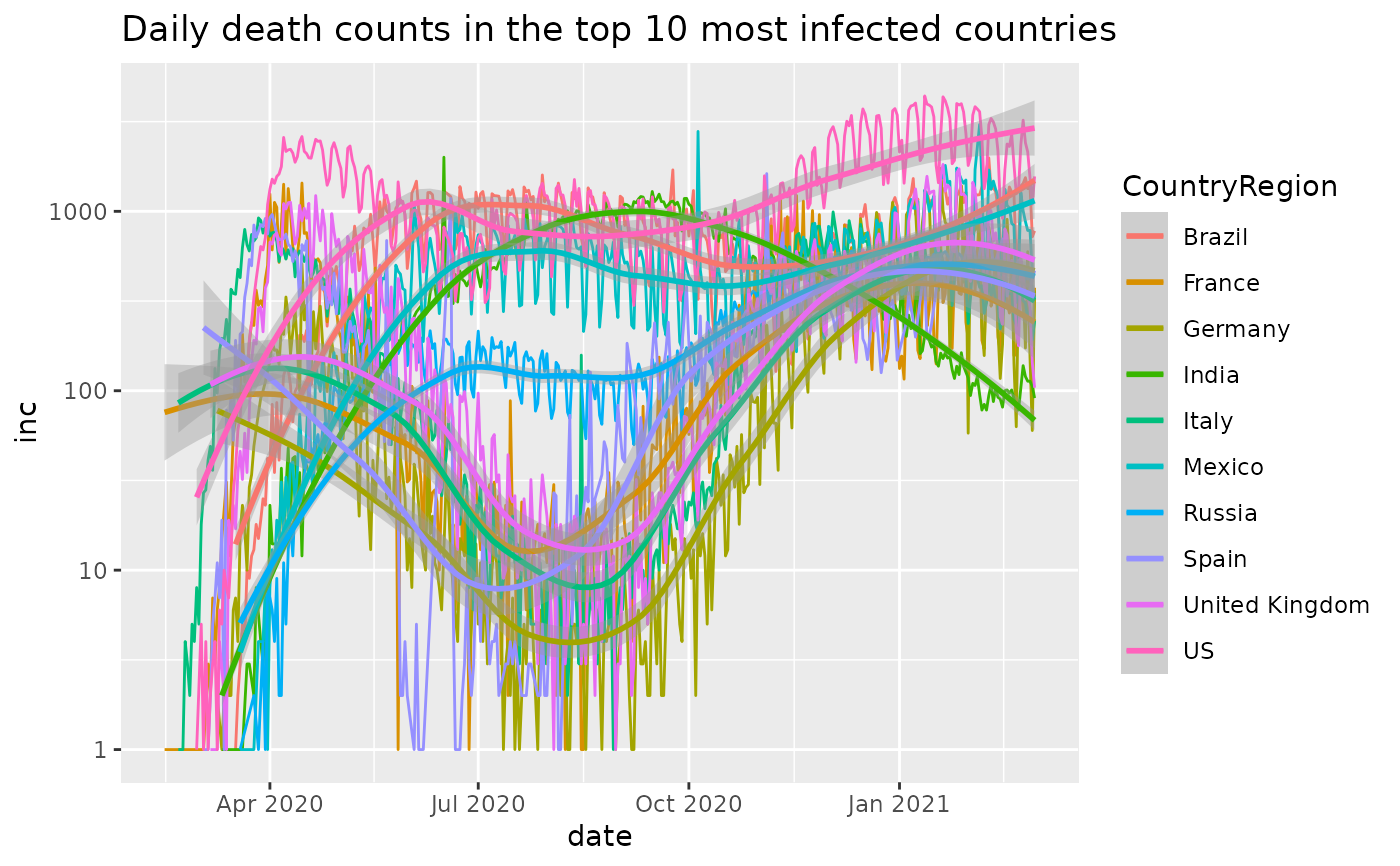 Daily death counts in the top 10 most infected countries
inc
1000
100
10
1
Apr 2020
Jul 2020
Oct 2020
Jan 2021
date
CountryRegion
Brazil
France
Germany
India
Italy
Mexico
Russia
Spain
United Kingdom
US